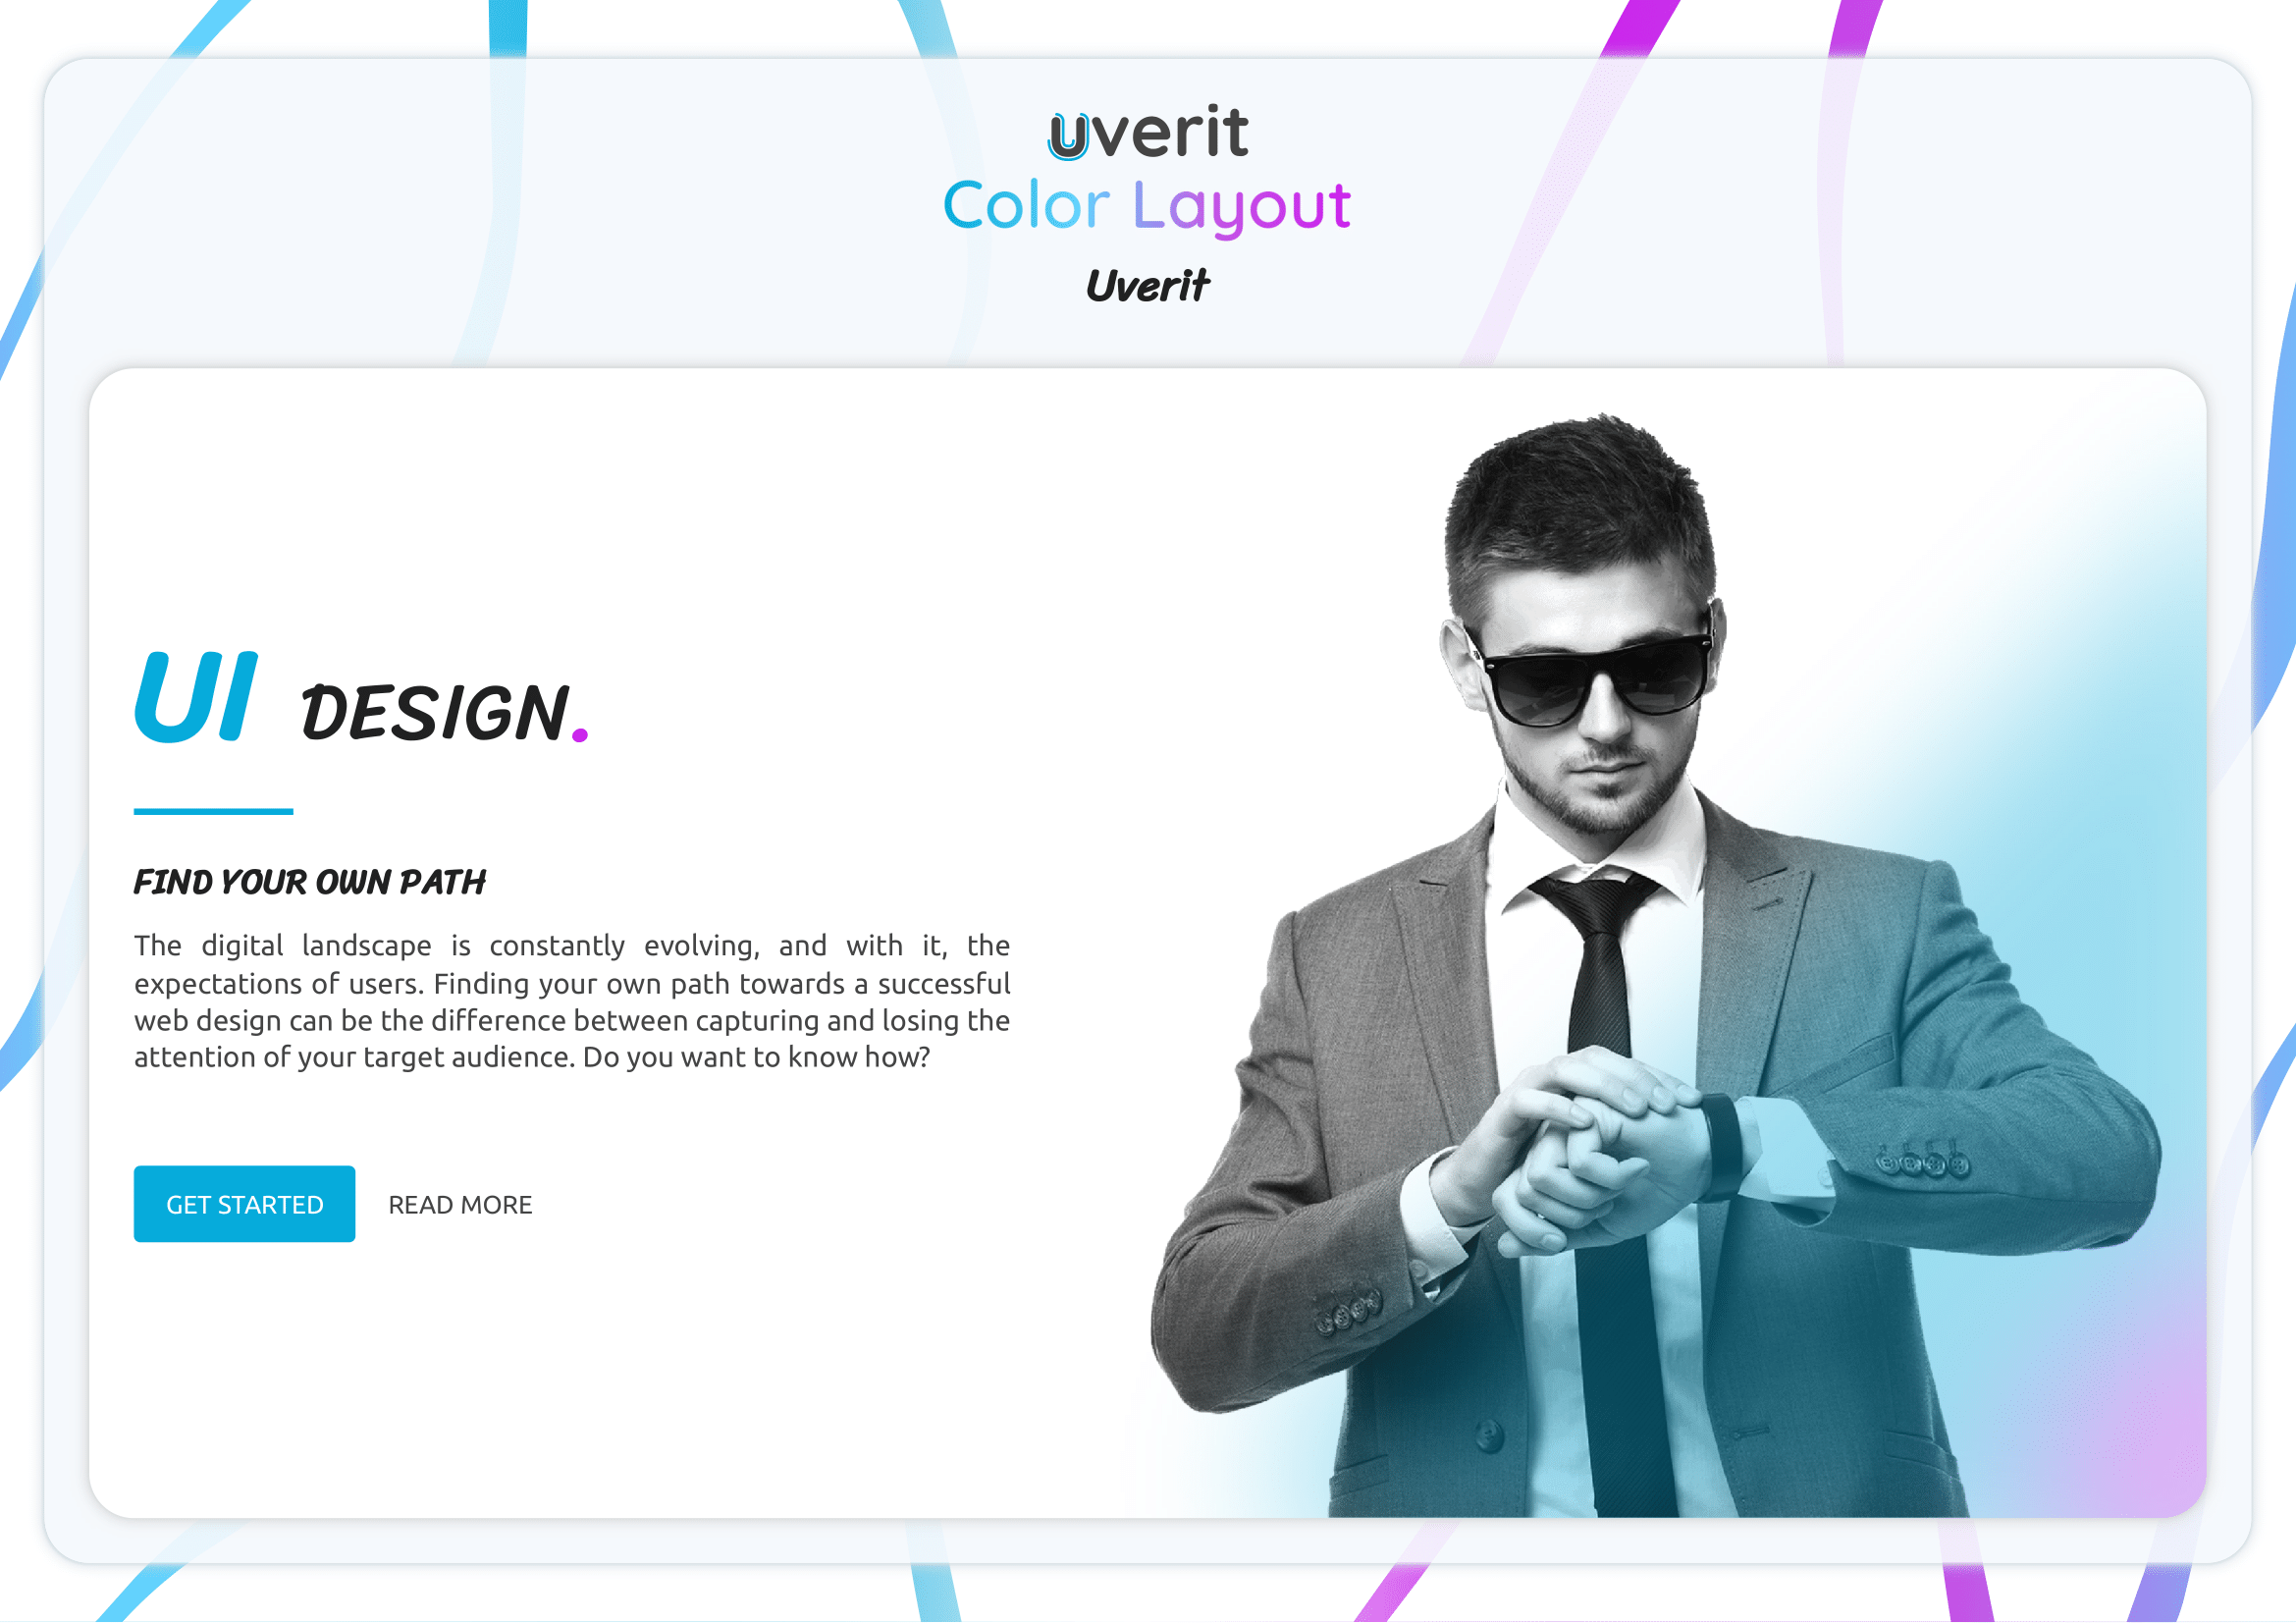 uverit
Color Layout
Uverit
UI DESIGN.
FIND YOUR OWN PATH
The digital landscape is constantly evolving, and with it, the
expectations of users. Finding your own path towards a successful
web design can be the difference between capturing and losing the
attention of your target audience. Do you want to know how?
GET STARTED READ MORE